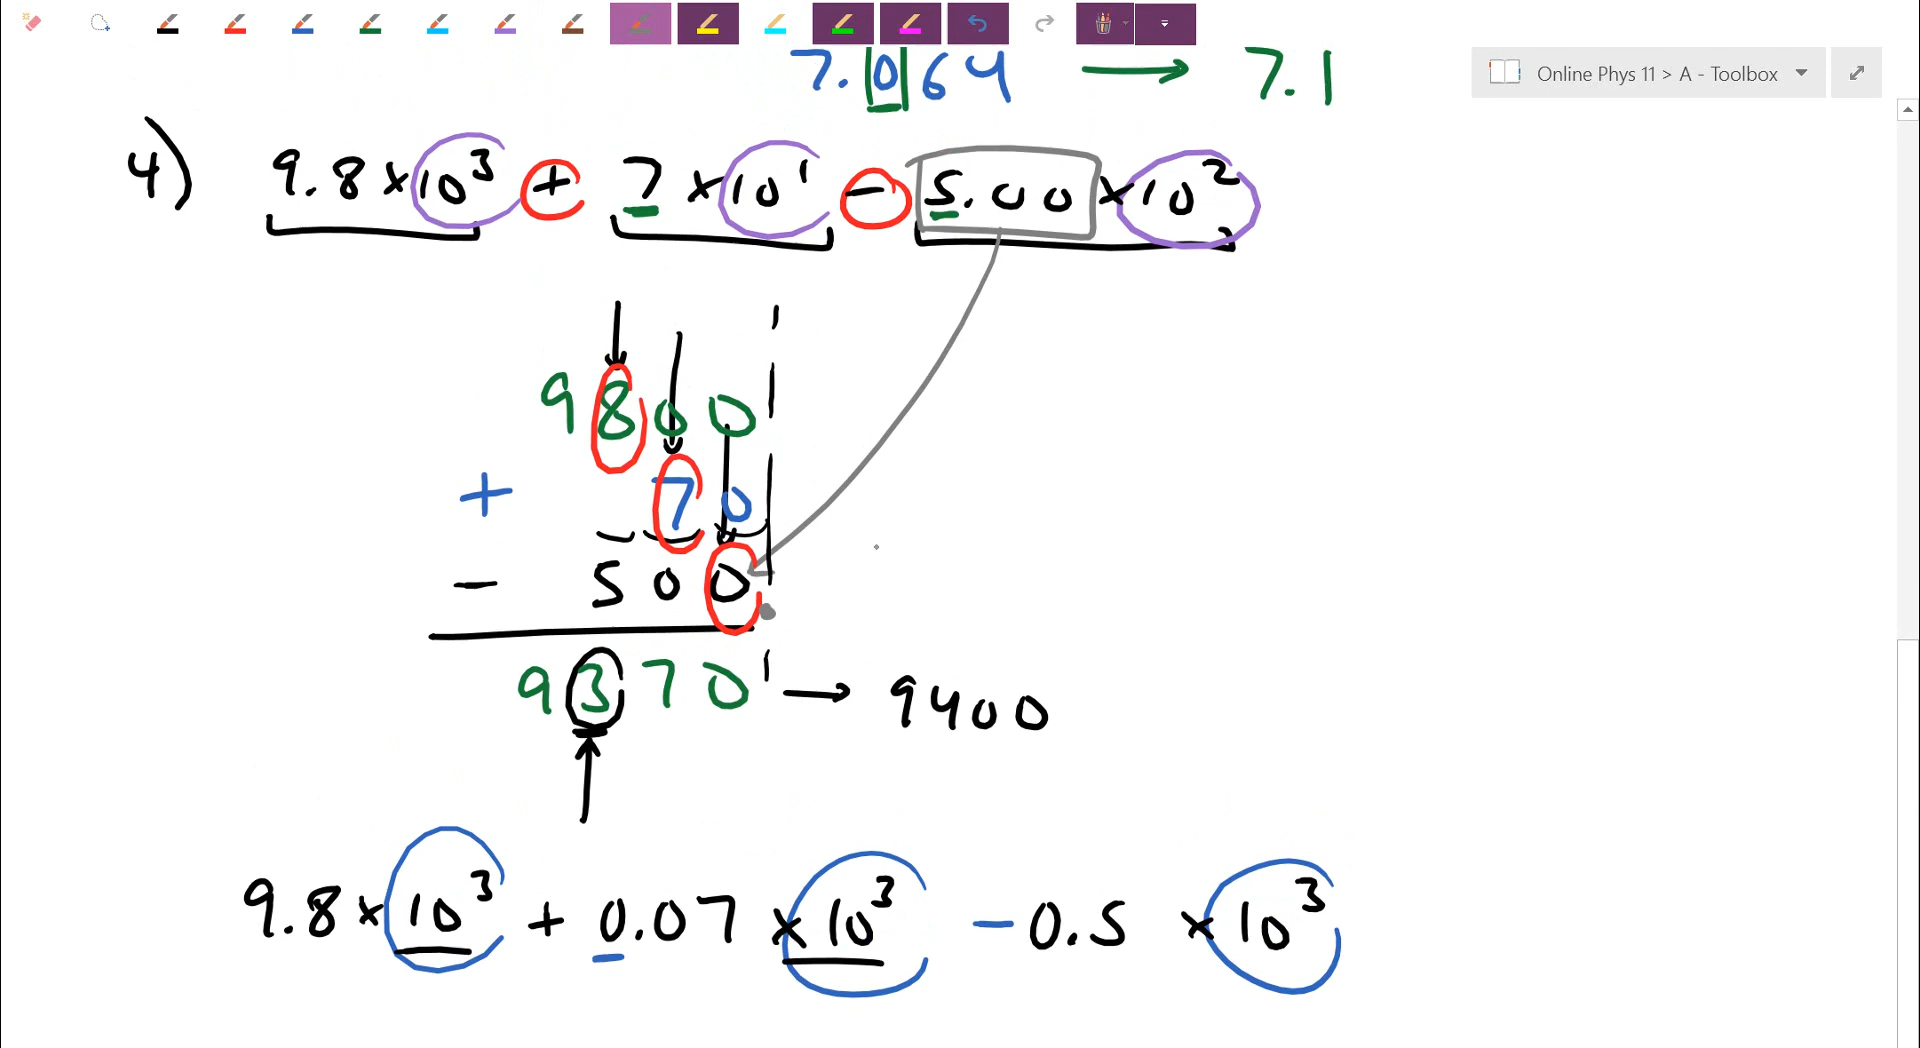 7.064 → 7.1
Online Phys 11 > A - Toolbox
4) 9.8×10³ + 7×10¹ − 5.00×10²
9800
+ 70
− 500
9370 → 9400
9.8×10³ + 0.07×10³ − 0.5×10³